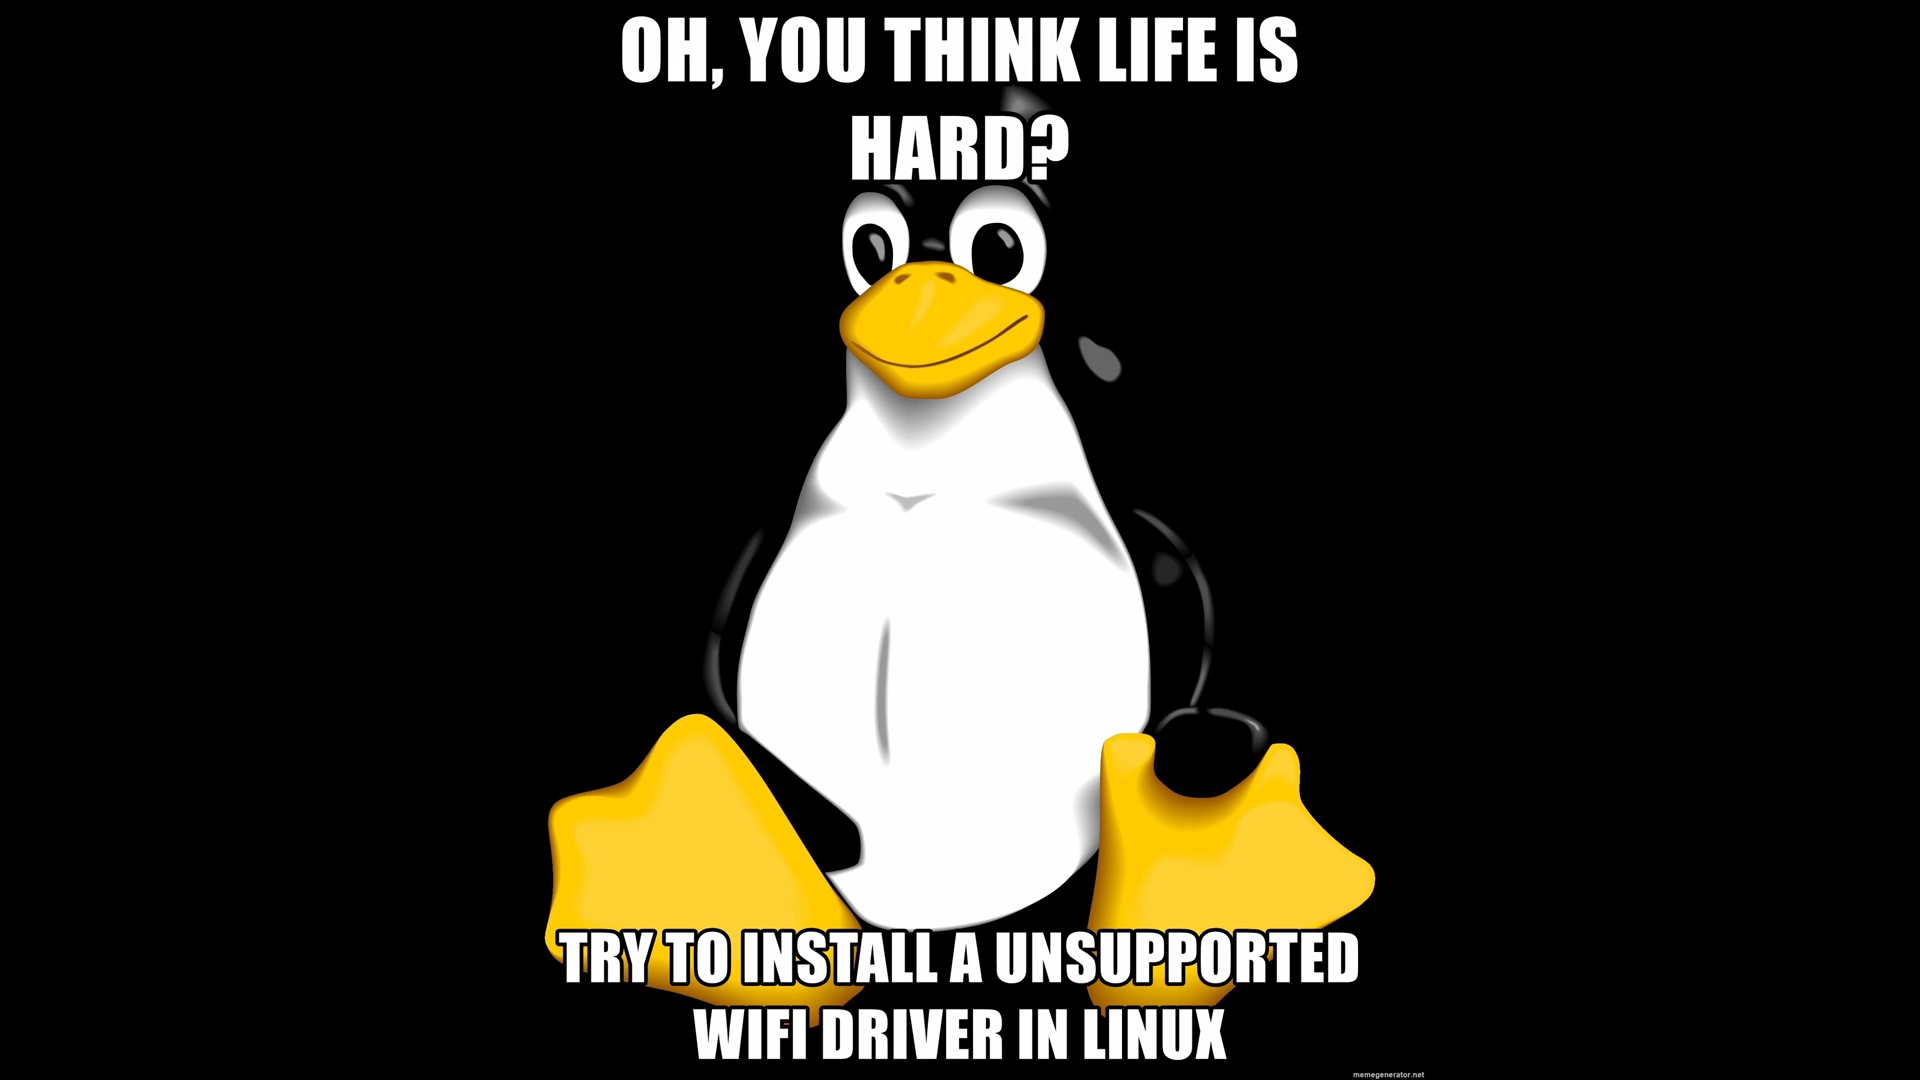 OH, YOU THINK LIFE IS
HARD?
TRY TO INSTALL A UNSUPPORTED
WIFI DRIVER IN LINUX
memegenerator.net